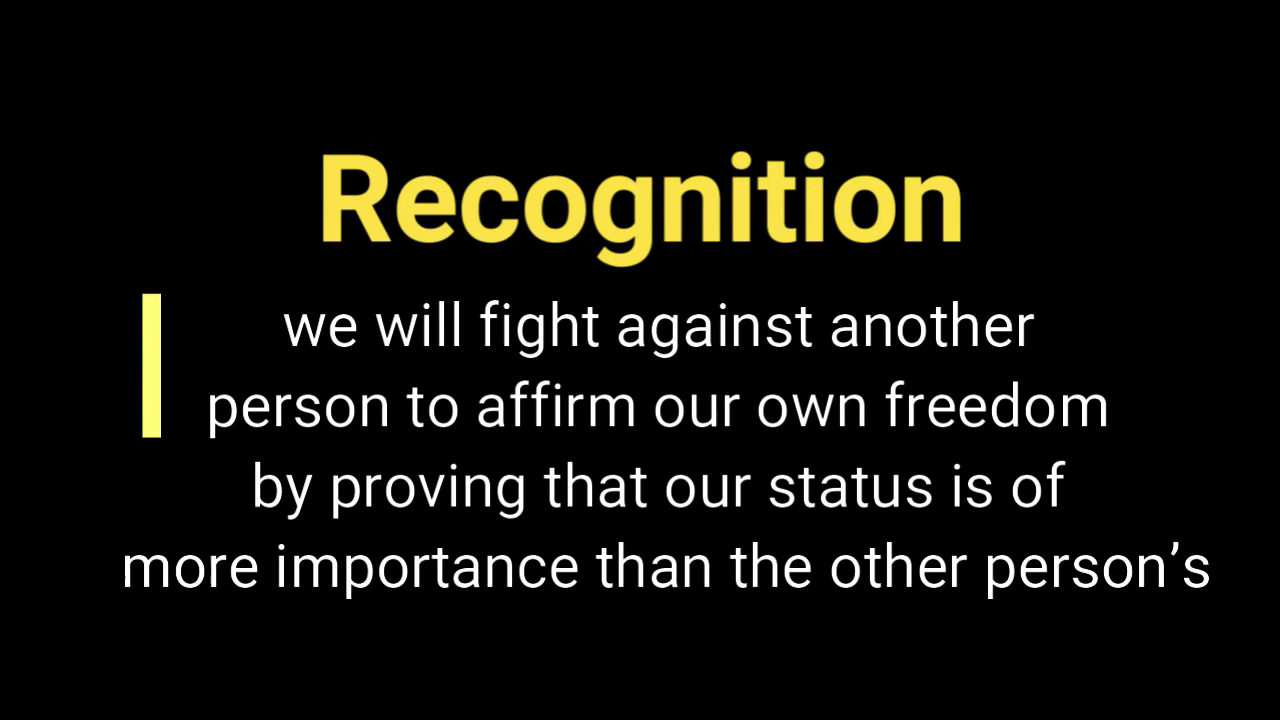 Recognition
we will fight against another
person to affirm our own freedom
by proving that our status is of
more importance than the other person’s